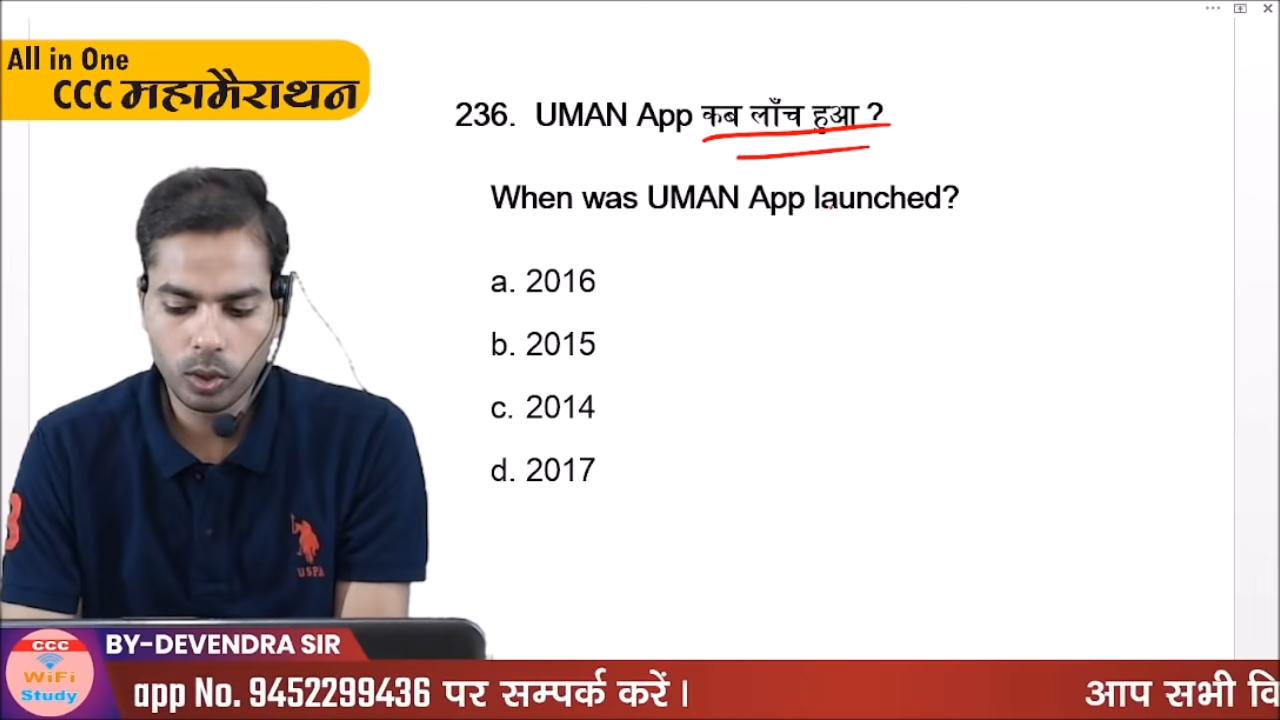 All in One
CCC महामैराथन
236. UMAN App कब लाँच हुआ ?
When was UMAN App launched?
a. 2016
b. 2015
c. 2014
d. 2017
USPA
3
CCC
WiFi
Study
BY-DEVENDRA SIR
app No. 9452299436 पर सम्पर्क करें । आप सभी वि